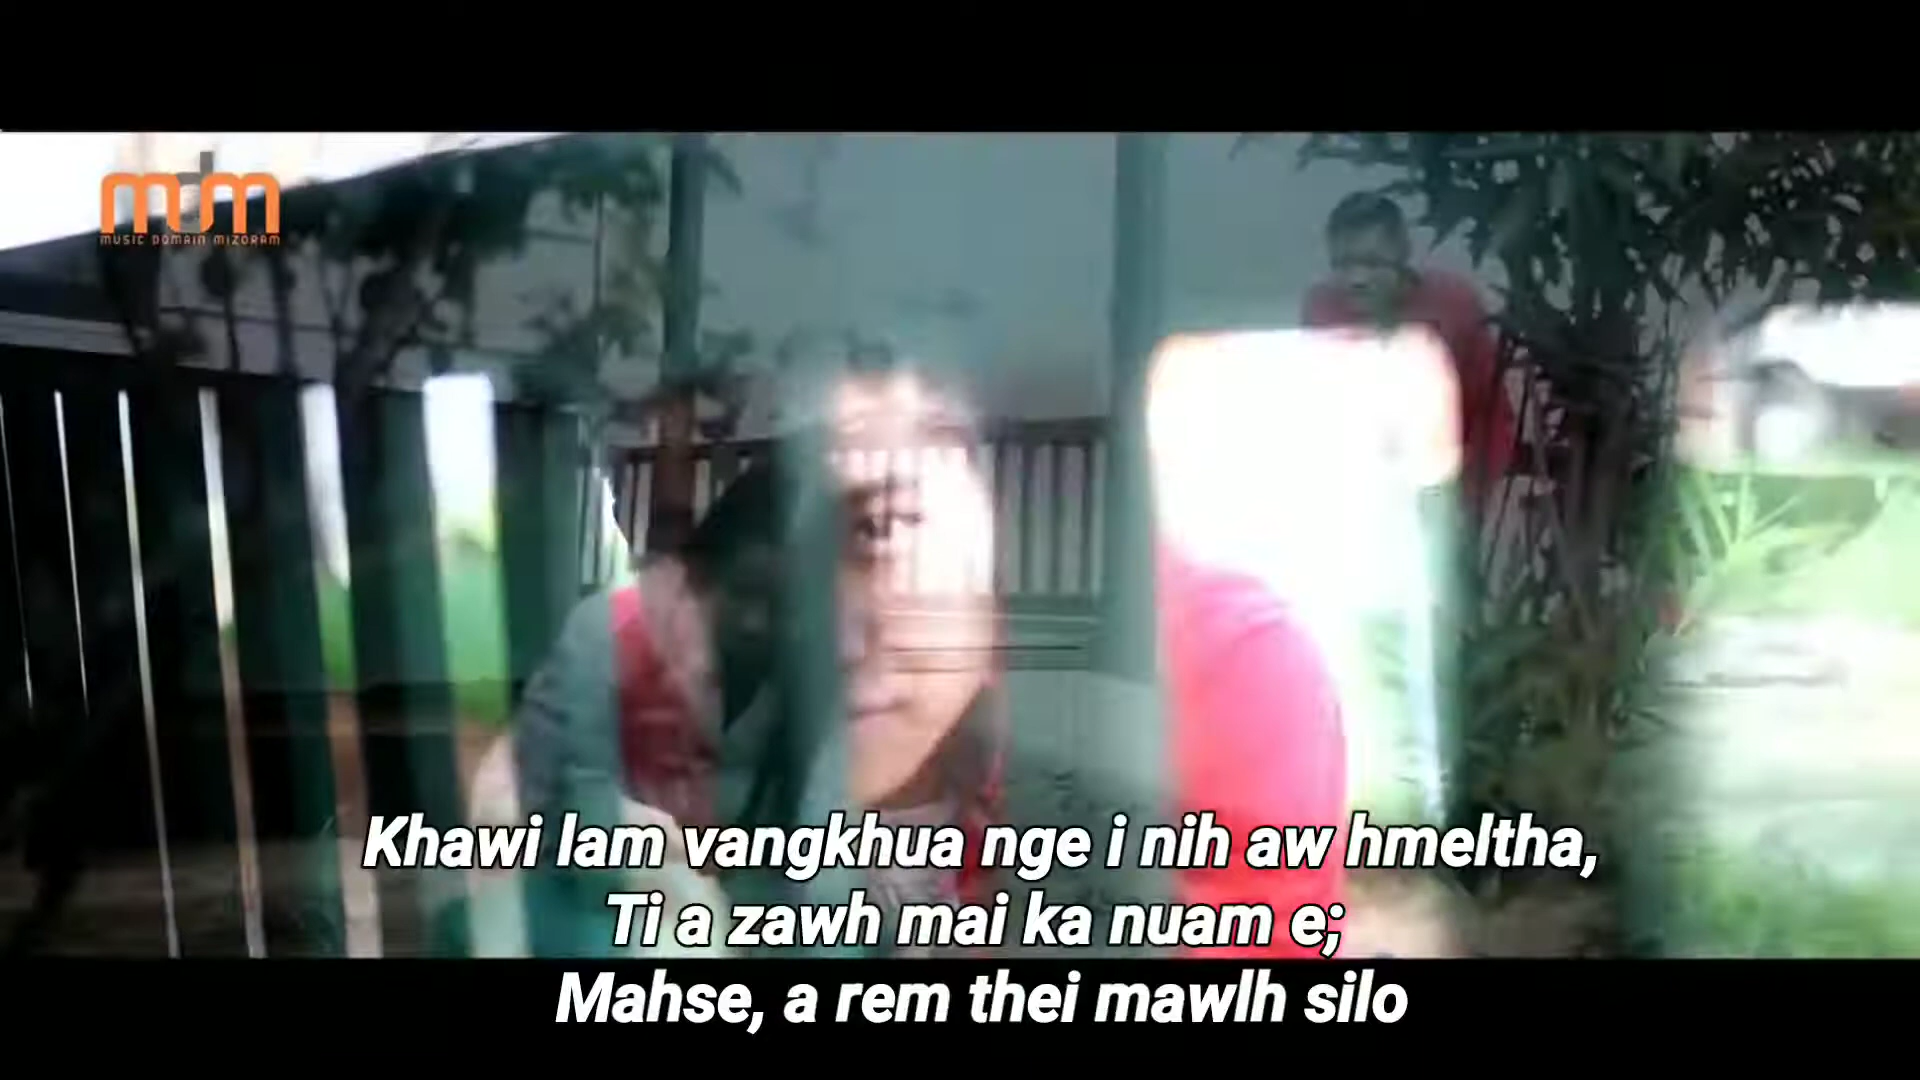 mdm
MUSIC DOMAIN MIZORAM
Khawi lam vangkhua nge i nih aw hmeltha,
Ti a zawh mai ka nuam e;
Mahse, a rem thei mawlh silo